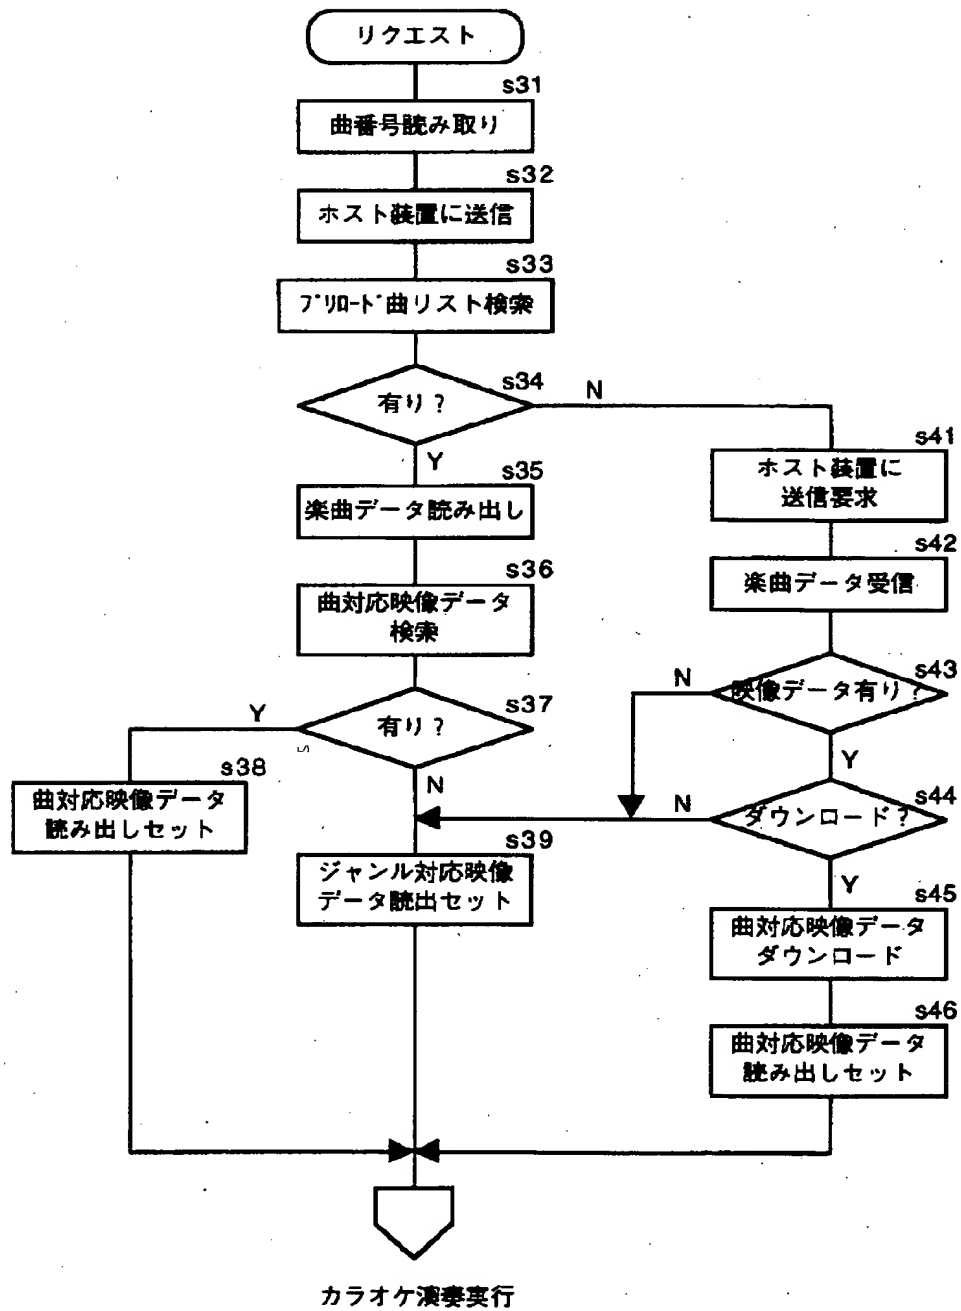 リクエスト
s31
曲番号読み取り
s32
ホスト装置に送信
s33
プリロード曲リスト検索
s34
有り?
N
Y
s35
楽曲データ読み出し
s36
曲対応映像データ
検索
s37
有り?
Y
N
s38
曲対応映像データ
読み出しセット
s39
ジャンル対応映像
データ読出セット
s41
ホスト装置に
送信要求
s42
楽曲データ受信
s43
映像データ有り?
N
Y
s44
ダウンロード?
N
Y
s45
曲対応映像データ
ダウンロード
s46
曲対応映像データ
読み出しセット
カラオケ演奏実行